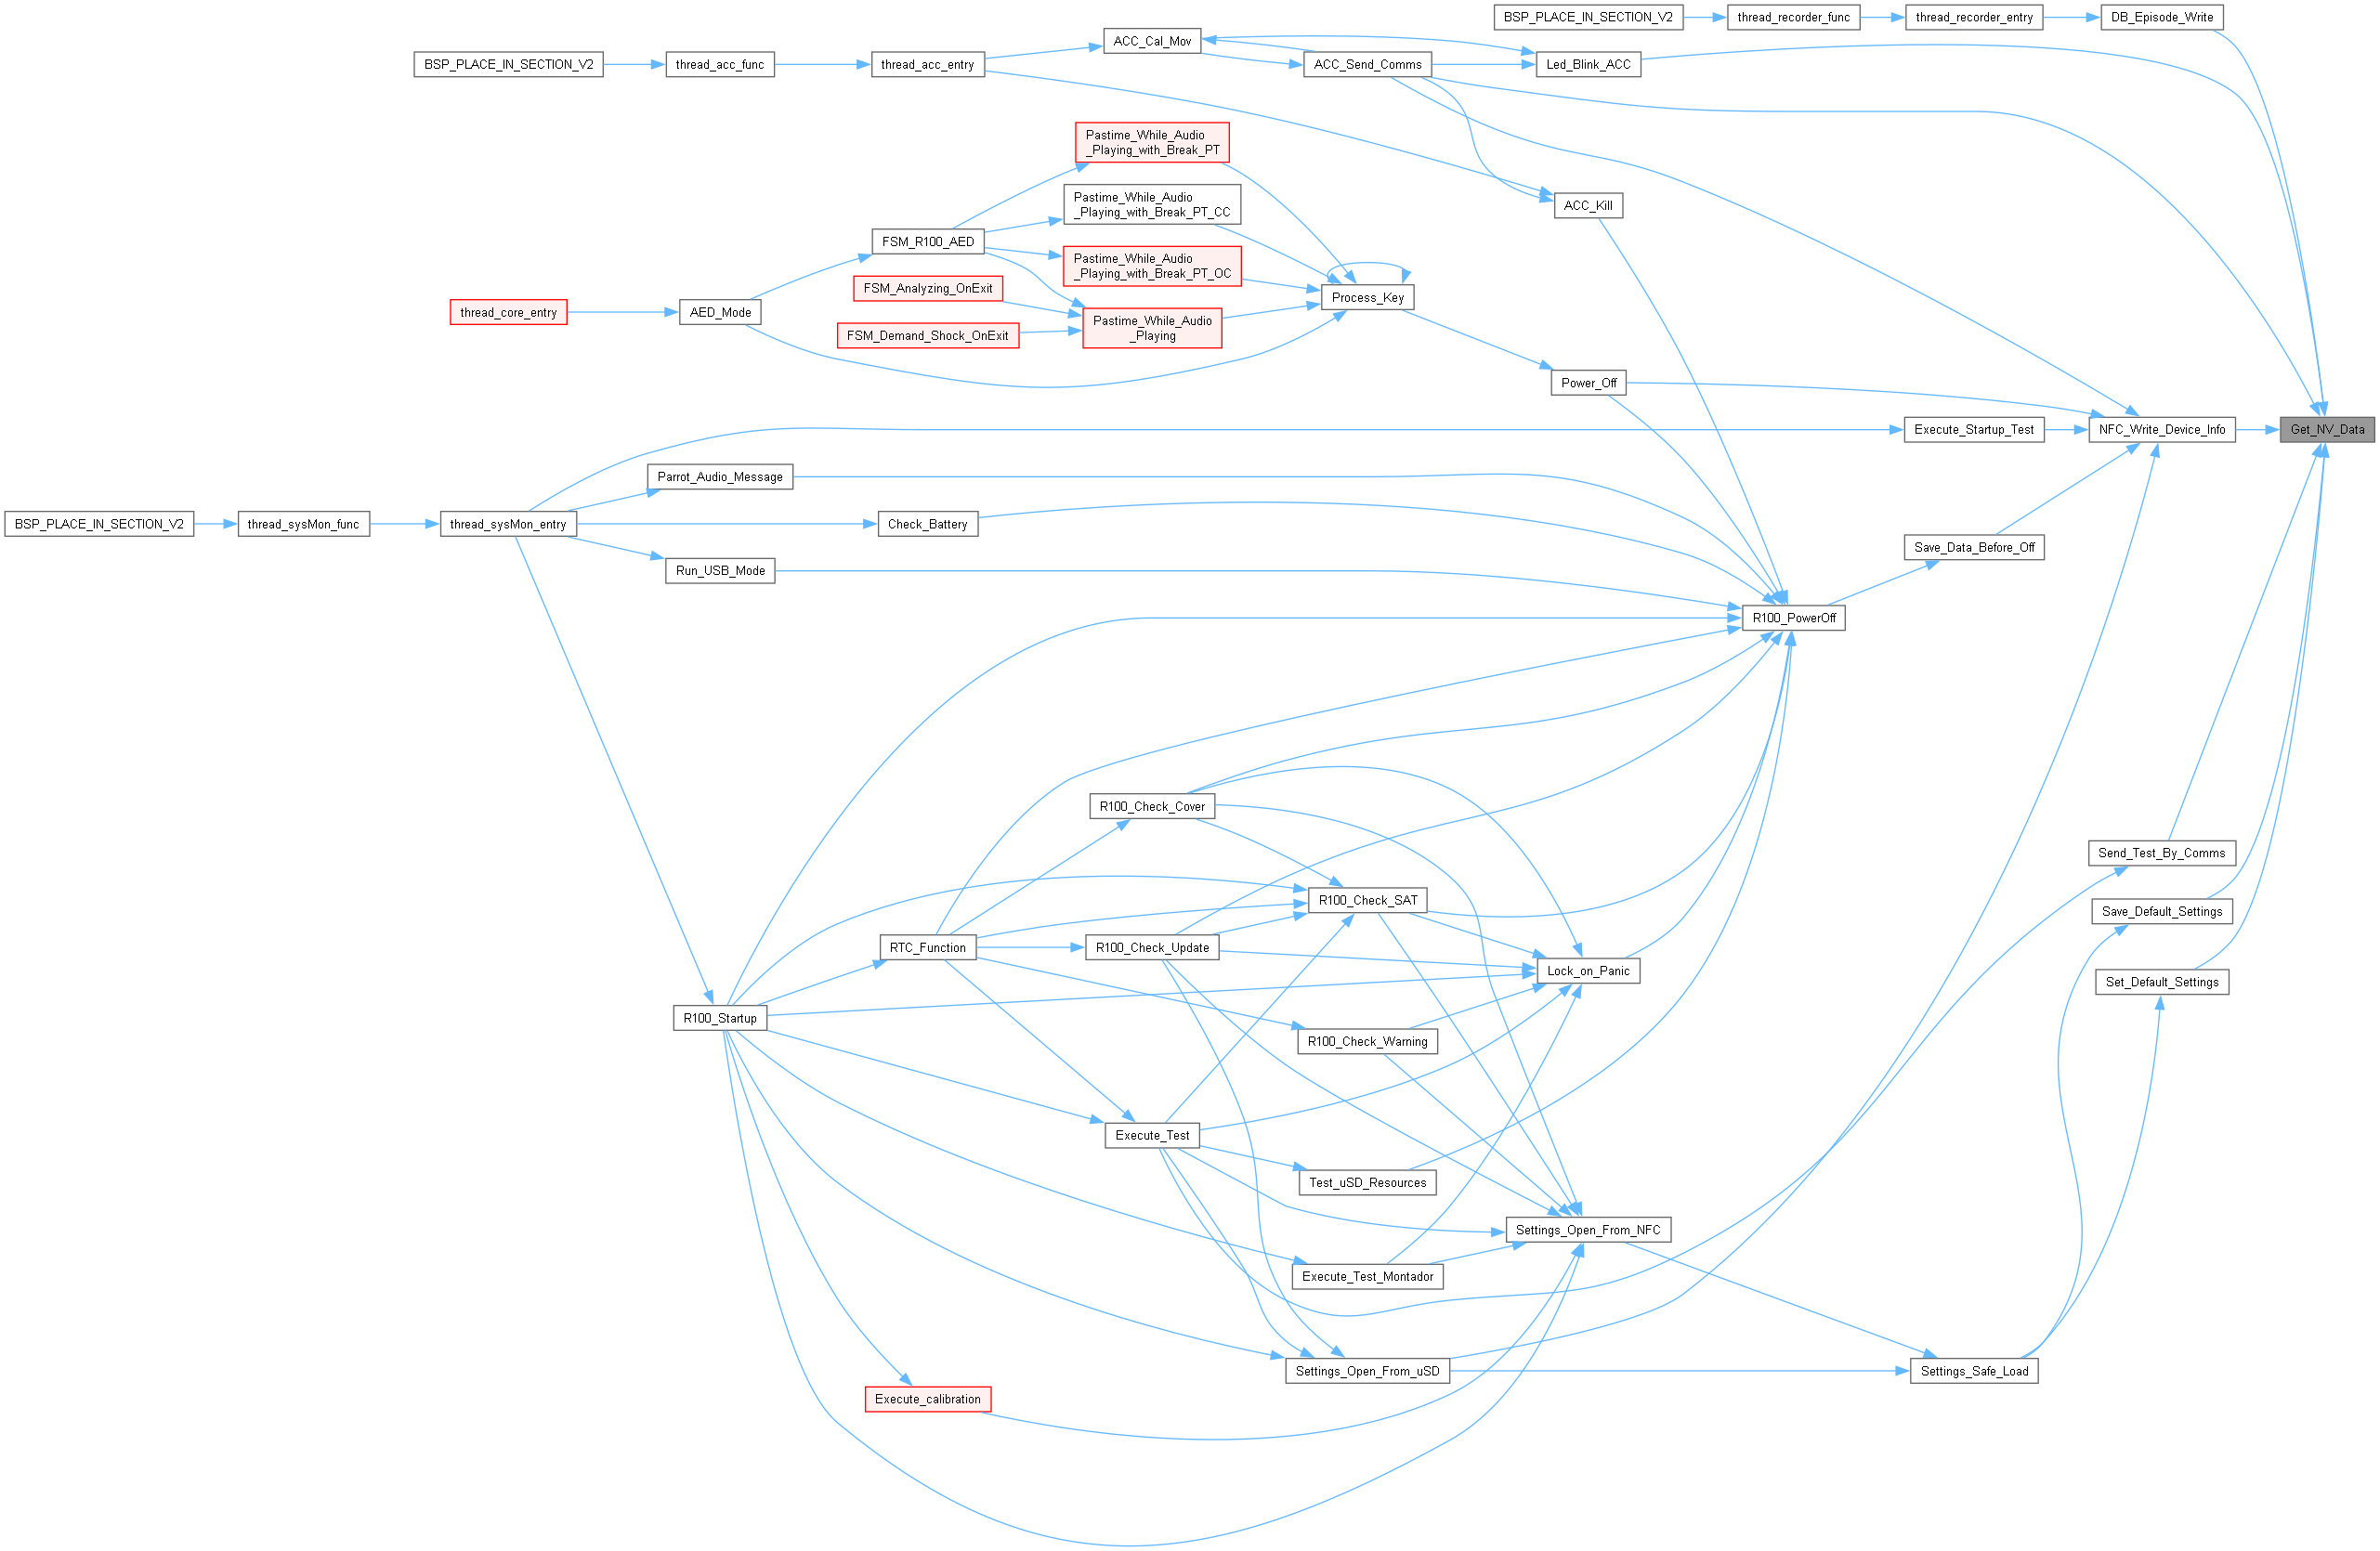 BSP_PLACE_IN_SECTION_V2
thread_recorder_func
thread_recorder_entry
DB_Episode_Write
ACC_Cal_Mov
BSP_PLACE_IN_SECTION_V2
thread_acc_func
thread_acc_entry
ACC_Send_Comms
Led_Blink_ACC
Pastime_While_Audio
_Playing_with_Break_PT
Pastime_While_Audio
_Playing_with_Break_PT_CC
ACC_Kill
FSM_R100_AED
Pastime_While_Audio
_Playing_with_Break_PT_OC
FSM_Analyzing_OnExit
Process_Key
thread_core_entry
AED_Mode
FSM_Demand_Shock_OnExit
Pastime_While_Audio
_Playing
Power_Off
Execute_Startup_Test
NFC_Write_Device_Info
Get_NV_Data
Parrot_Audio_Message
BSP_PLACE_IN_SECTION_V2
thread_sysMon_func
thread_sysMon_entry
Check_Battery
Save_Data_Before_Off
Run_USB_Mode
R100_PowerOff
R100_Check_Cover
Send_Test_By_Comms
R100_Check_SAT
Save_Default_Settings
RTC_Function
R100_Check_Update
Lock_on_Panic
Set_Default_Settings
R100_Startup
R100_Check_Warning
Execute_Test
Test_uSD_Resources
Settings_Open_From_NFC
Execute_Test_Montador
Settings_Open_From_uSD
Settings_Safe_Load
Execute_calibration